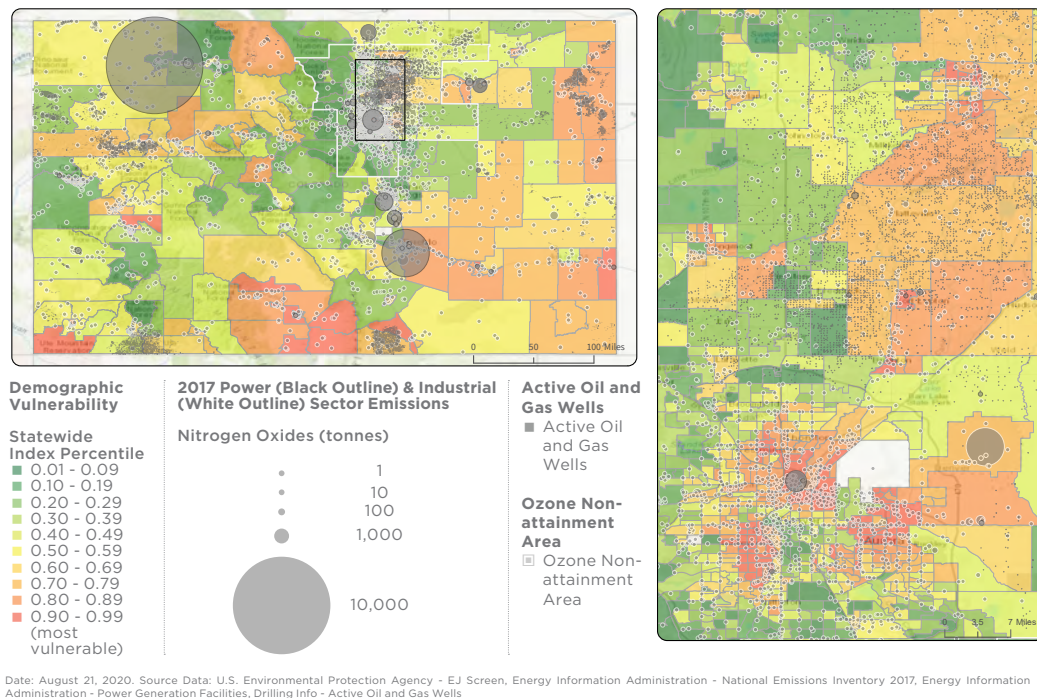 Ute Mountain
Reservation
0 50 100 Miles
Aurora
0 3.5 7 Miles
Demographic
Vulnerability
Statewide
Index Percentile
0.01 - 0.09
0.10 - 0.19
0.20 - 0.29
0.30 - 0.39
0.40 - 0.49
0.50 - 0.59
0.60 - 0.69
0.70 - 0.79
0.80 - 0.89
0.90 - 0.99
(most
vulnerable)
2017 Power (Black Outline) & Industrial
(White Outline) Sector Emissions
Nitrogen Oxides (tonnes)
1
10
100
1,000
10,000
Active Oil and
Gas Wells
Active Oil
and Gas
Wells
Ozone Non-
attainment
Area
Ozone Non-
attainment
Area
Date: August 21, 2020. Source Data: U.S. Environmental Protection Agency - EJ Screen, Energy Information Administration - National Emissions Inventory 2017, Energy Information
Administration - Power Generation Facilities, Drilling Info - Active Oil and Gas Wells